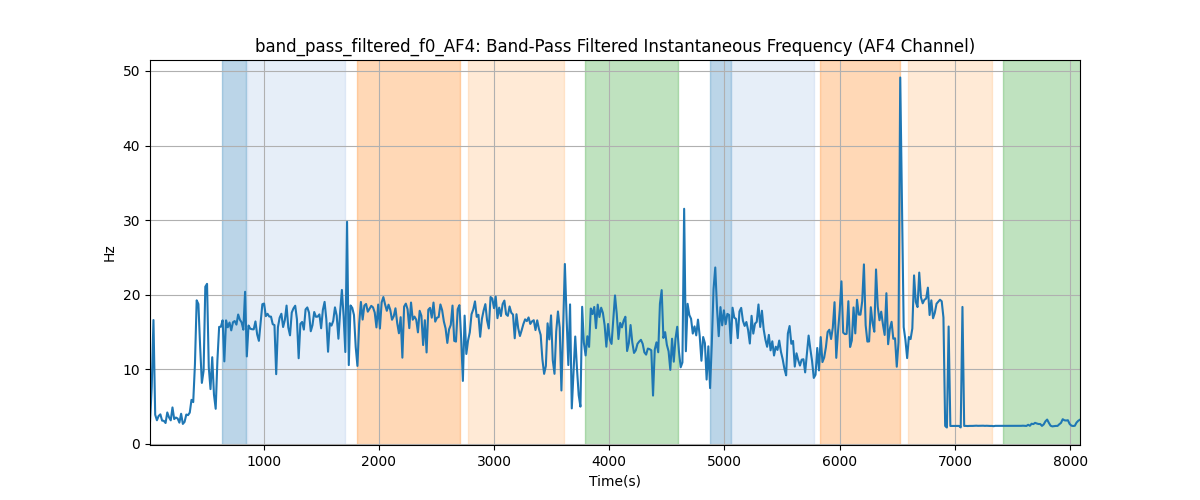 band_pass_filtered_f0_AF4: Band-Pass Filtered Instantaneous Frequency (AF4 Channel)
50
40
30
20
10
0
Hz
1000 2000 3000 4000 5000 6000 7000 8000
Time(s)